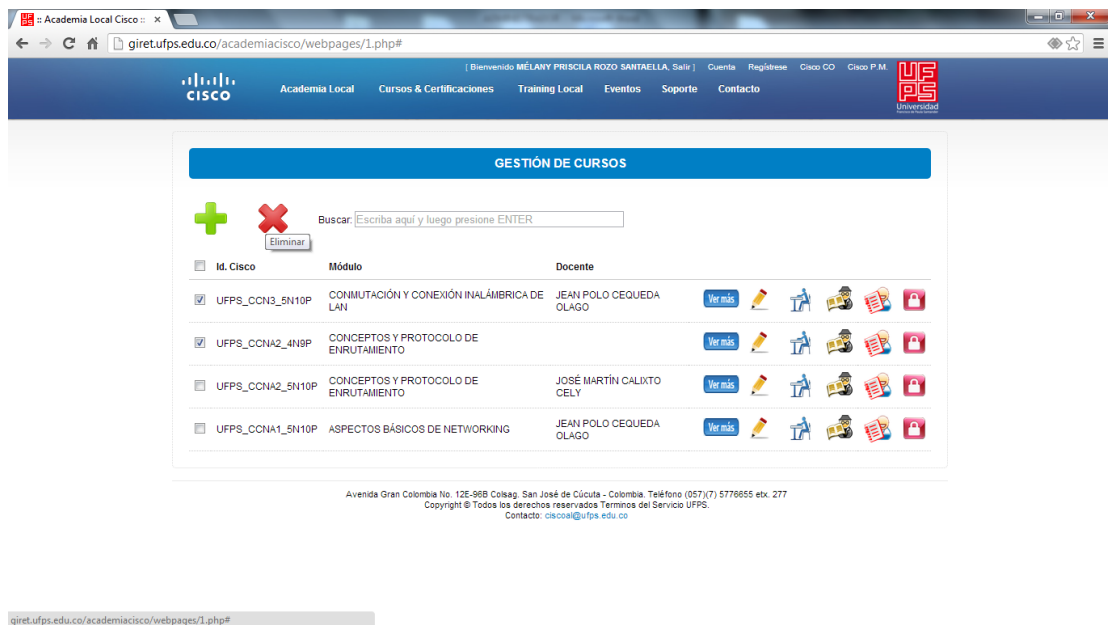 :: Academia Local Cisco ::
giret.ufps.edu.co/academiacisco/webpages/1.php#
[ Bienvenido MÉLANY PRISCILA ROZO SANTAELLA, Salir ] Cuenta Regístrese Cisco CO Cisco P.M.
CISCO
Academia Local Cursos & Certificaciones Training Local Eventos Soporte Contacto
UFPS
Universidad
GESTIÓN DE CURSOS
Buscar: Escriba aquí y luego presione ENTER
Eliminar
Id. Cisco Módulo Docente
UFPS_CCN3_5N10P CONMUTACIÓN Y CONEXIÓN INALÁMBRICA DE LAN JEAN POLO CEQUEDA OLAGO Ver más
UFPS_CCNA2_4N9P CONCEPTOS Y PROTOCOLO DE ENRUTAMIENTO Ver más
UFPS_CCNA2_5N10P CONCEPTOS Y PROTOCOLO DE ENRUTAMIENTO JOSÉ MARTÍN CALIXTO CELY Ver más
UFPS_CCNA1_5N10P ASPECTOS BÁSICOS DE NETWORKING JEAN POLO CEQUEDA OLAGO Ver más
Avenida Gran Colombia No. 12E-96B Colsag. San José de Cúcuta - Colombia. Teléfono (057)(7) 5776655 etx. 277
Copyright © Todos los derechos reservados Terminos del Servicio UFPS.
Contacto: ciscoal@ufps.edu.co
giret.ufps.edu.co/academiacisco/webpages/1.php#